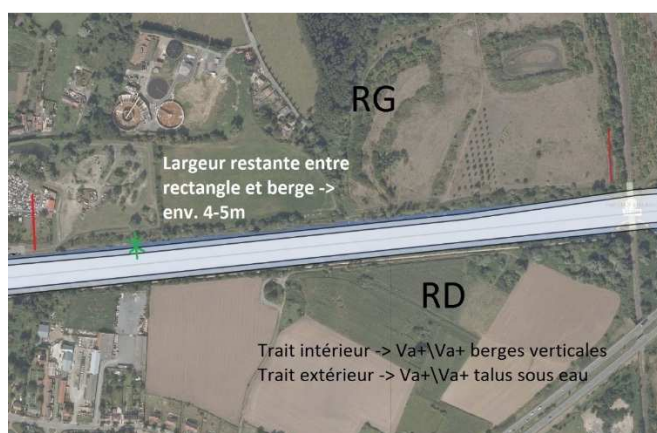 RG
Largeur restante entre
rectangle et berge ->
env. 4-5m
RD
Trait intérieur -> Va+\Va+ berges verticales
Trait extérieur -> Va+\Va+ talus sous eau